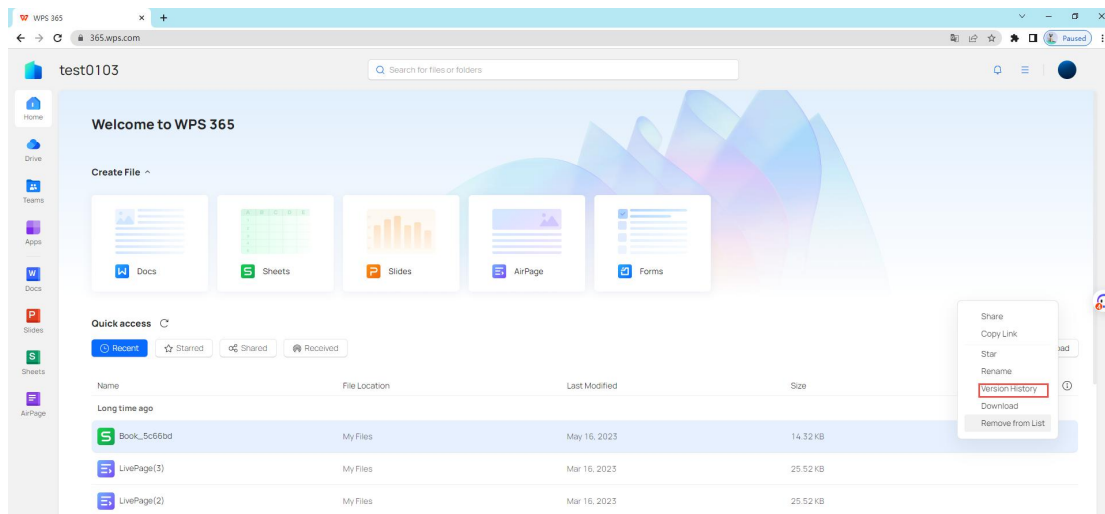 WPS 365
365.wps.com
Paused
test0103
Search for files or folders
Home
Drive
Teams
Apps
Docs
Slides
Sheets
AirPage
Welcome to WPS 365
Create File
Docs
Sheets
Slides
AirPage
Forms
Quick access
Recent
Starred
Shared
Received
Name
File Location
Last Modified
Size
Long time ago
Book_5c66bd
My Files
May 16, 2023
14.32 KB
LivePage(3)
My Files
Mar 16, 2023
25.52 KB
LivePage(2)
My Files
Mar 16, 2023
25.52 KB
Share
Copy Link
Star
Rename
Version History
Download
Remove from List